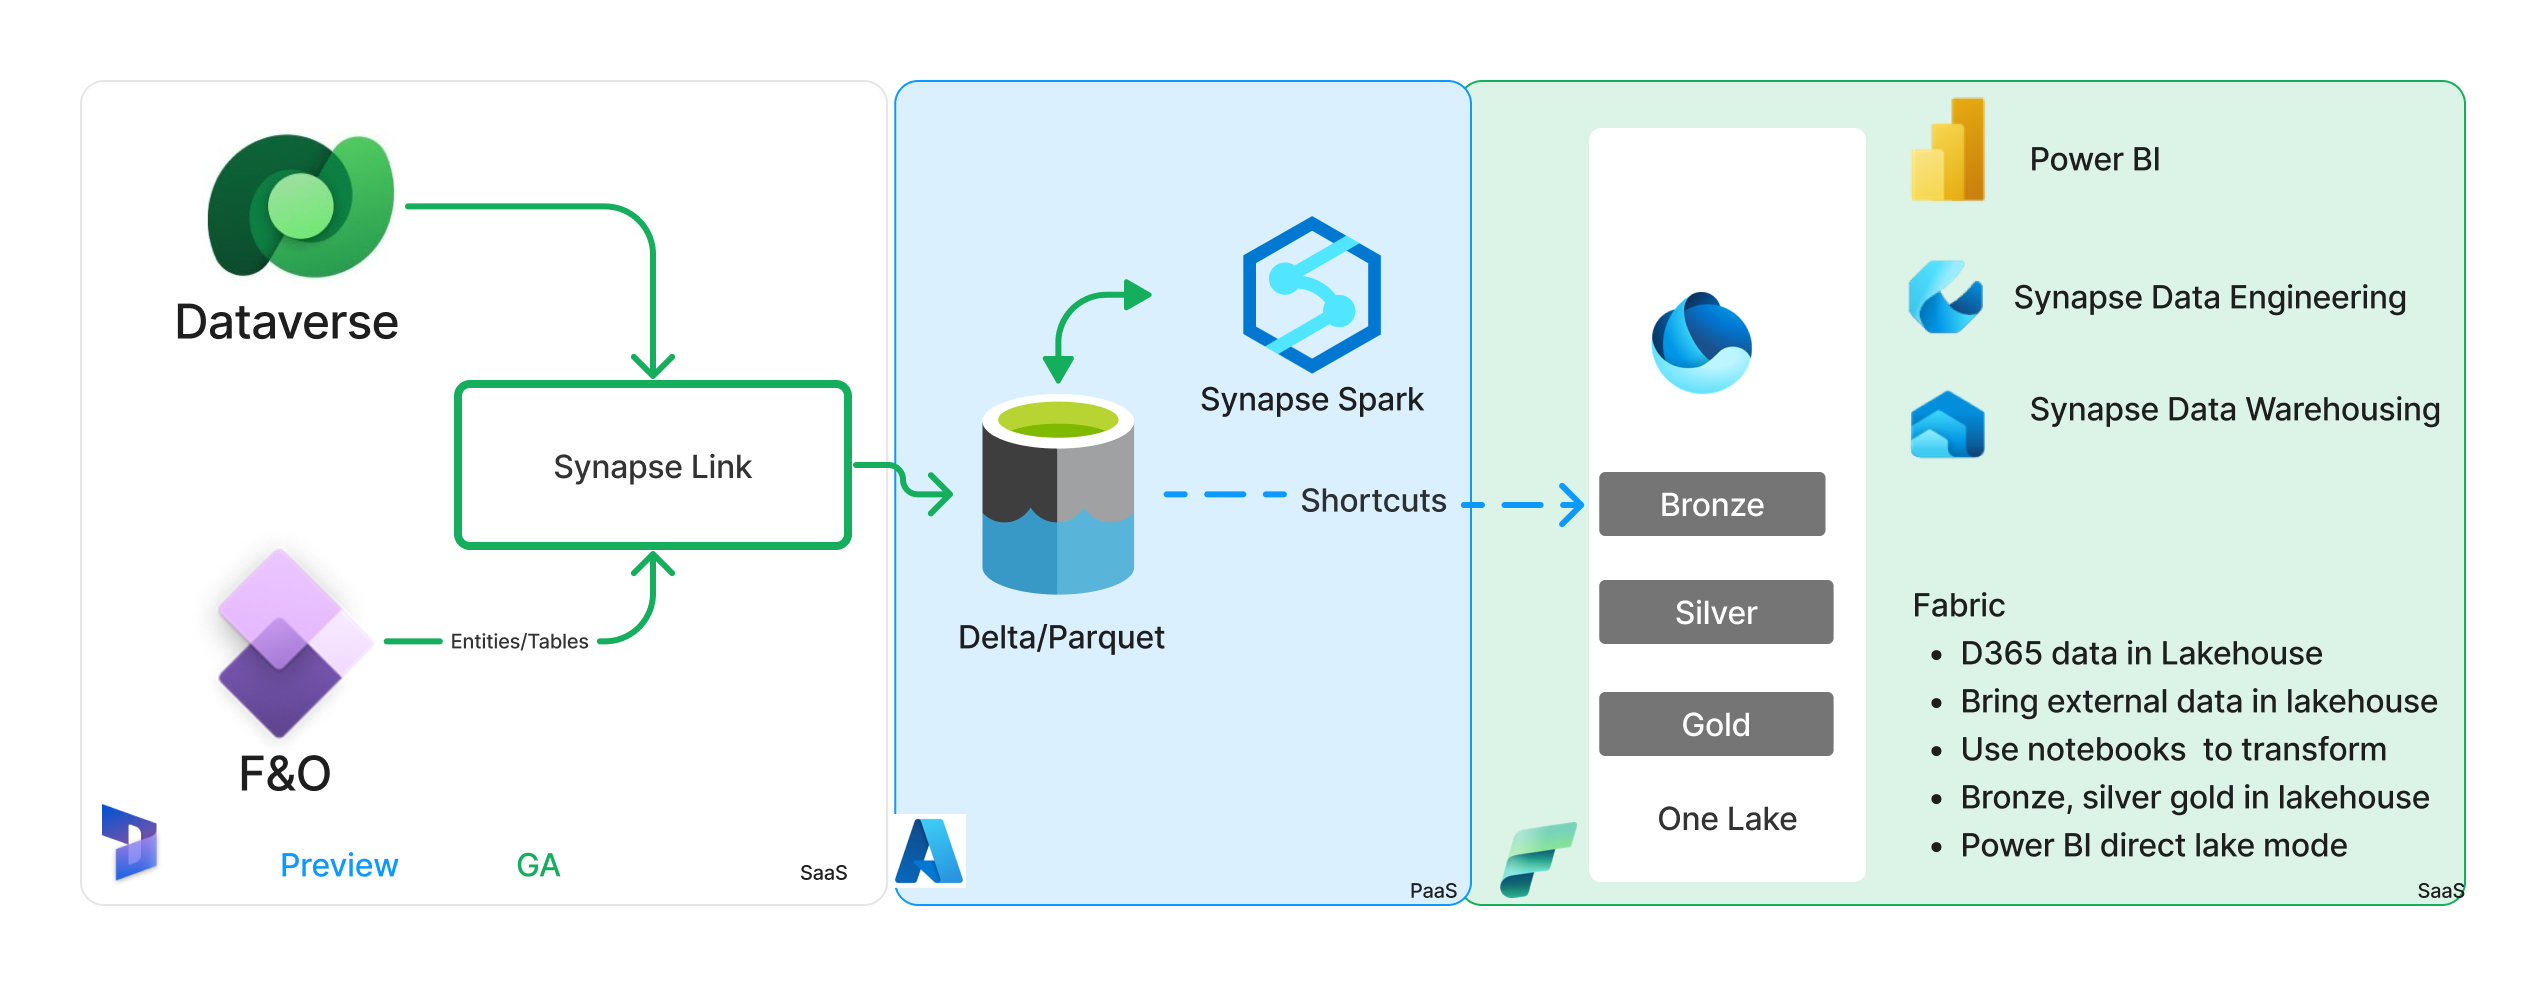 Dataverse
Synapse Link
Entities/Tables
F&O
Preview
GA
SaaS
Synapse Spark
Shortcuts
Delta/Parquet
PaaS
Bronze
Silver
Gold
One Lake
Power BI
Synapse Data Engineering
Synapse Data Warehousing
Fabric
• D365 data in Lakehouse
• Bring external data in lakehouse
• Use notebooks  to transform
• Bronze, silver gold in lakehouse
• Power BI direct lake mode
SaaS